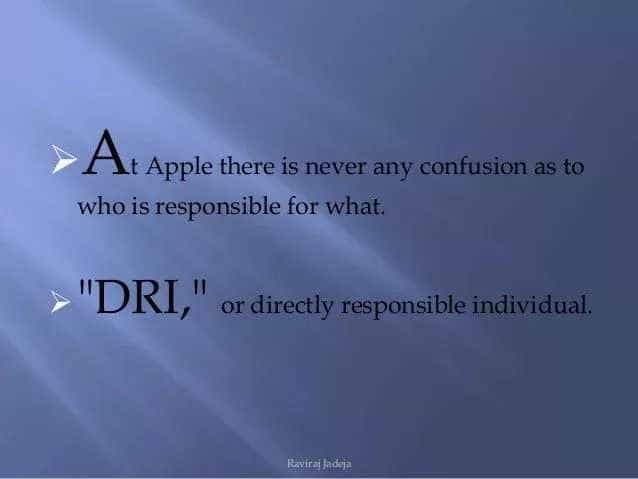 At Apple there is never any confusion as to
who is responsible for what.
"DRI," or directly responsible individual.
Raviraj Jadeja